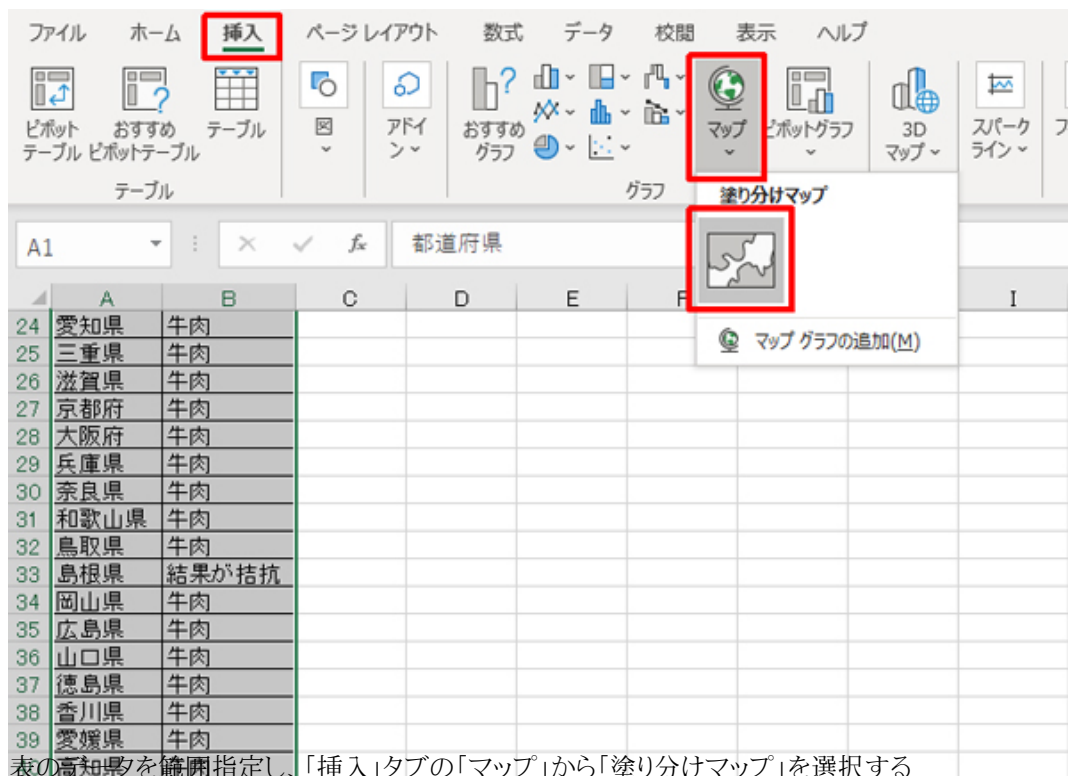 ファイル ホーム 挿入 ページ レイアウト 数式 データ 校閲 表示 ヘルプ
ピボット
テーブル
おすすめ
ピボットテーブル
テーブル
図
アドイ
ン
おすすめ
グラフ
マップ
ピボットグラフ
3D
マップ
スパーク
ライン
テーブル
グラフ
塗り分けマップ
マップ グラフの追加(M)
A1
fx
都道府県
A B C D E F I
24 愛知県 牛肉
25 三重県 牛肉
26 滋賀県 牛肉
27 京都府 牛肉
28 大阪府 牛肉
29 兵庫県 牛肉
30 奈良県 牛肉
31 和歌山県 牛肉
32 鳥取県 牛肉
33 島根県 結果が拮抗
34 岡山県 牛肉
35 広島県 牛肉
36 山口県 牛肉
37 徳島県 牛肉
38 香川県 牛肉
39 愛媛県 牛肉
高知県 牛肉
表のデータを範囲指定し、「挿入」タブの「マップ」から「塗り分けマップ」を選択する